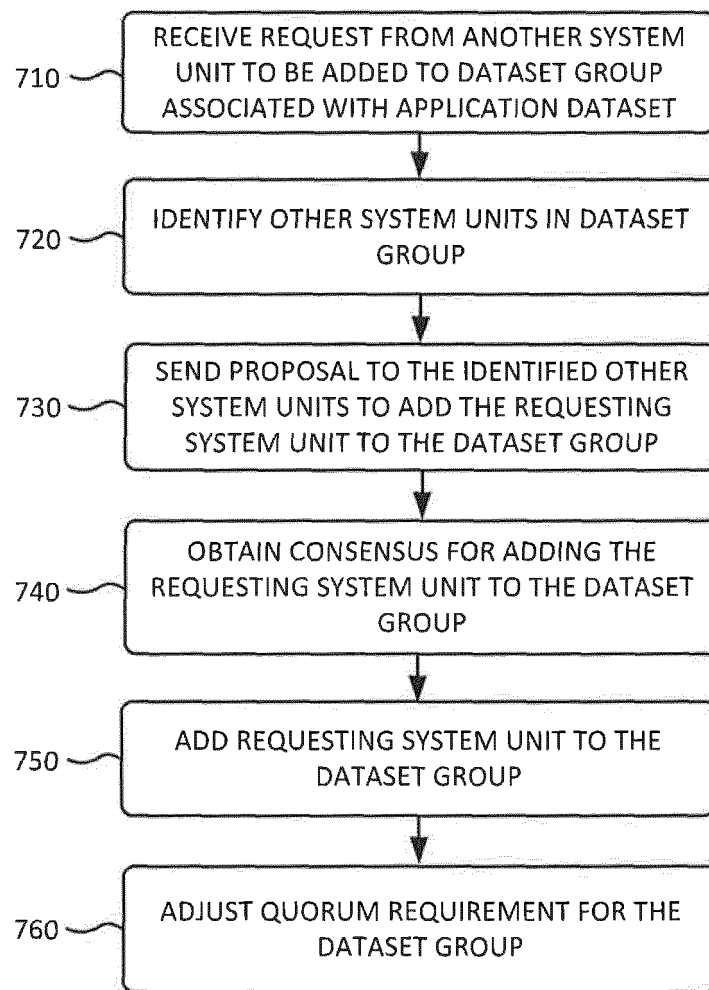 710
RECEIVE REQUEST FROM ANOTHER SYSTEM
UNIT TO BE ADDED TO DATASET GROUP
ASSOCIATED WITH APPLICATION DATASET
720
IDENTIFY OTHER SYSTEM UNITS IN DATASET
GROUP
730
SEND PROPOSAL TO THE IDENTIFIED OTHER
SYSTEM UNITS TO ADD THE REQUESTING
SYSTEM UNIT TO THE DATASET GROUP
740
OBTAIN CONSENSUS FOR ADDING THE
REQUESTING SYSTEM UNIT TO THE DATASET
GROUP
750
ADD REQUESTING SYSTEM UNIT TO THE
DATASET GROUP
760
ADJUST QUORUM REQUIREMENT FOR THE
DATASET GROUP